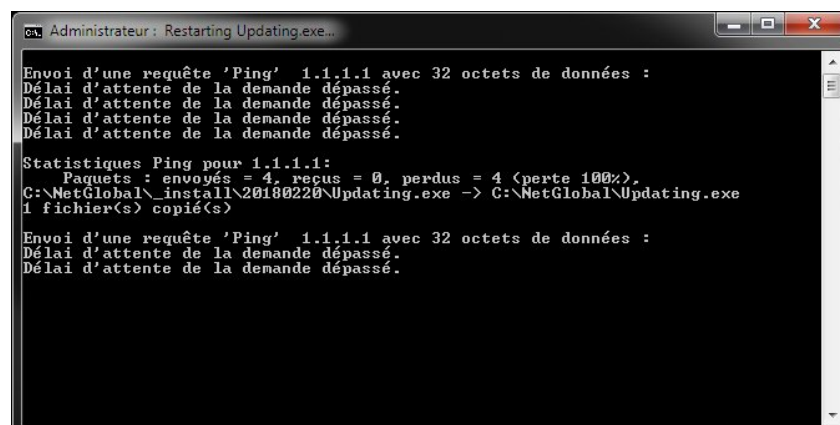 Administrateur : Restarting Updating.exe...
Envoi d'une requête 'Ping'  1.1.1.1 avec 32 octets de données :
Délai d'attente de la demande dépassé.
Délai d'attente de la demande dépassé.
Délai d'attente de la demande dépassé.
Délai d'attente de la demande dépassé.
Statistiques Ping pour 1.1.1.1:
Paquets : envoyés = 4, reçus = 0, perdus = 4 (perte 100%),
C:\NetGlobal\_install\20180220\Updating.exe -> C:\NetGlobal\Updating.exe
1 fichier(s) copié(s)
Envoi d'une requête 'Ping'  1.1.1.1 avec 32 octets de données :
Délai d'attente de la demande dépassé.
Délai d'attente de la demande dépassé.